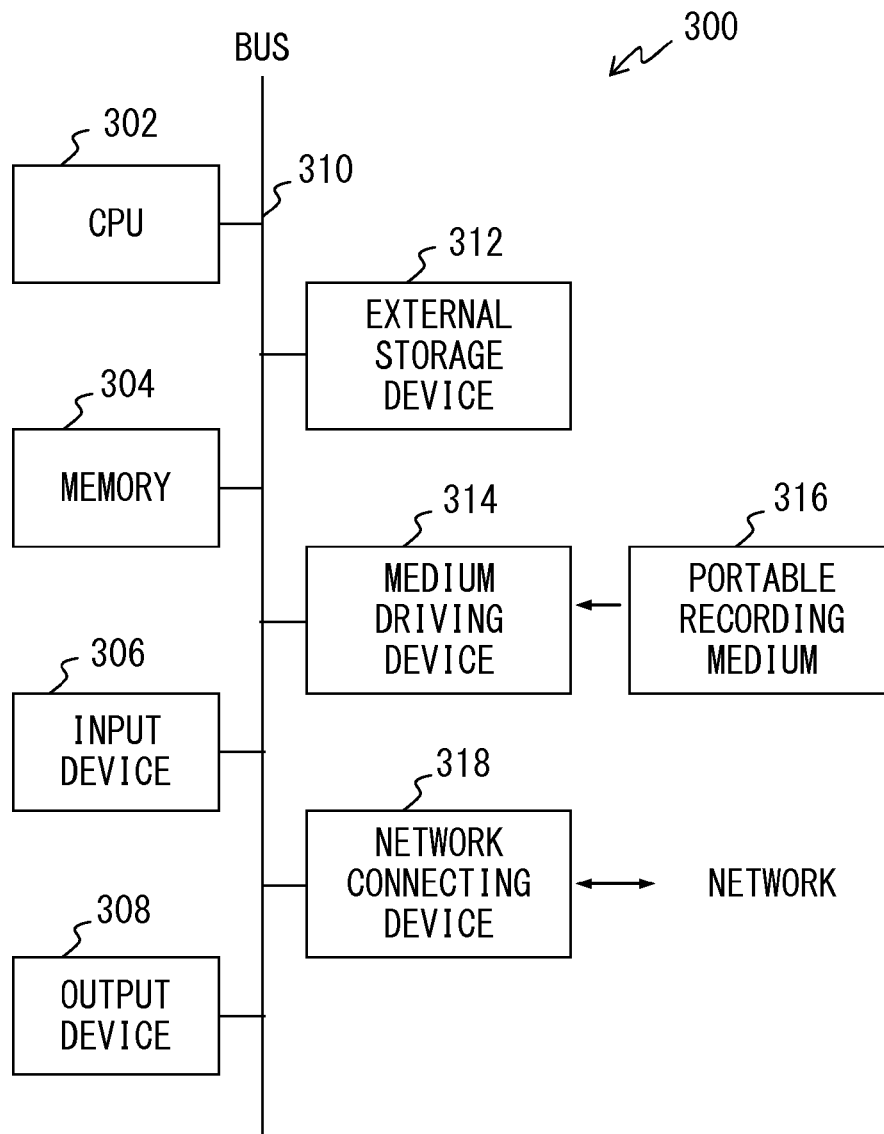 300
BUS
302
CPU
310
312
EXTERNAL
STORAGE
DEVICE
304
MEMORY
314
MEDIUM
DRIVING
DEVICE
316
PORTABLE
RECORDING
MEDIUM
306
INPUT
DEVICE
318
NETWORK
CONNECTING
DEVICE
NETWORK
308
OUTPUT
DEVICE